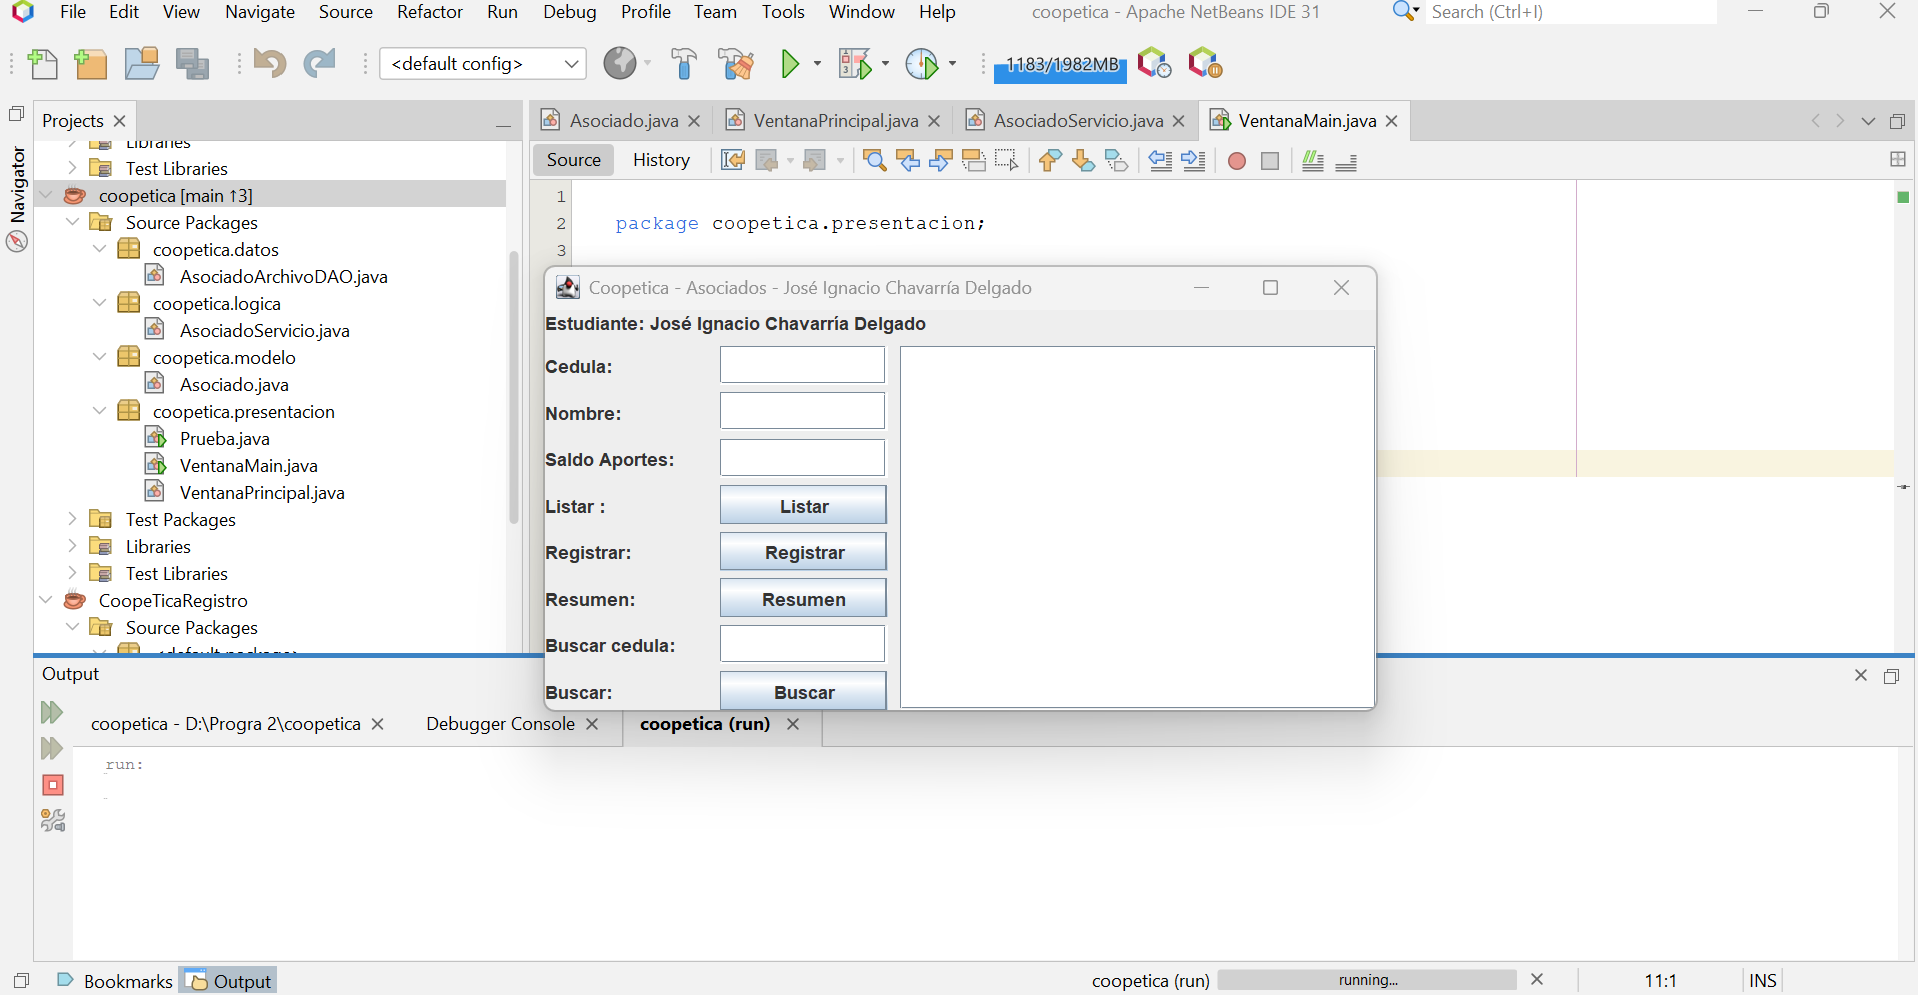 File Edit View Navigate Source Refactor Run Debug Profile Team Tools Window Help
coopetica - Apache NetBeans IDE 31
Search (Ctrl+I)
<default config>
1183/1982MB
Navigator
Projects
Libraries
Test Libraries
coopetica [main ↑3]
Source Packages
coopetica.datos
AsociadoArchivoDAO.java
coopetica.logica
AsociadoServicio.java
coopetica.modelo
Asociado.java
coopetica.presentacion
Prueba.java
VentanaMain.java
VentanaPrincipal.java
Test Packages
Libraries
Test Libraries
CoopeTicaRegistro
Source Packages
<default package>
Asociado.java
VentanaPrincipal.java
AsociadoServicio.java
VentanaMain.java
Source
History
1
2 package coopetica.presentacion;
3
Coopetica - Asociados - José Ignacio Chavarría Delgado
Estudiante: José Ignacio Chavarría Delgado
Cedula:
Nombre:
Saldo Aportes:
Listar : Listar
Registrar: Registrar
Resumen: Resumen
Buscar cedula:
Buscar: Buscar
Output
coopetica - D:\Progra 2\coopetica
Debugger Console
coopetica (run)
run:
Bookmarks
Output
coopetica (run)
running...
11:1
INS